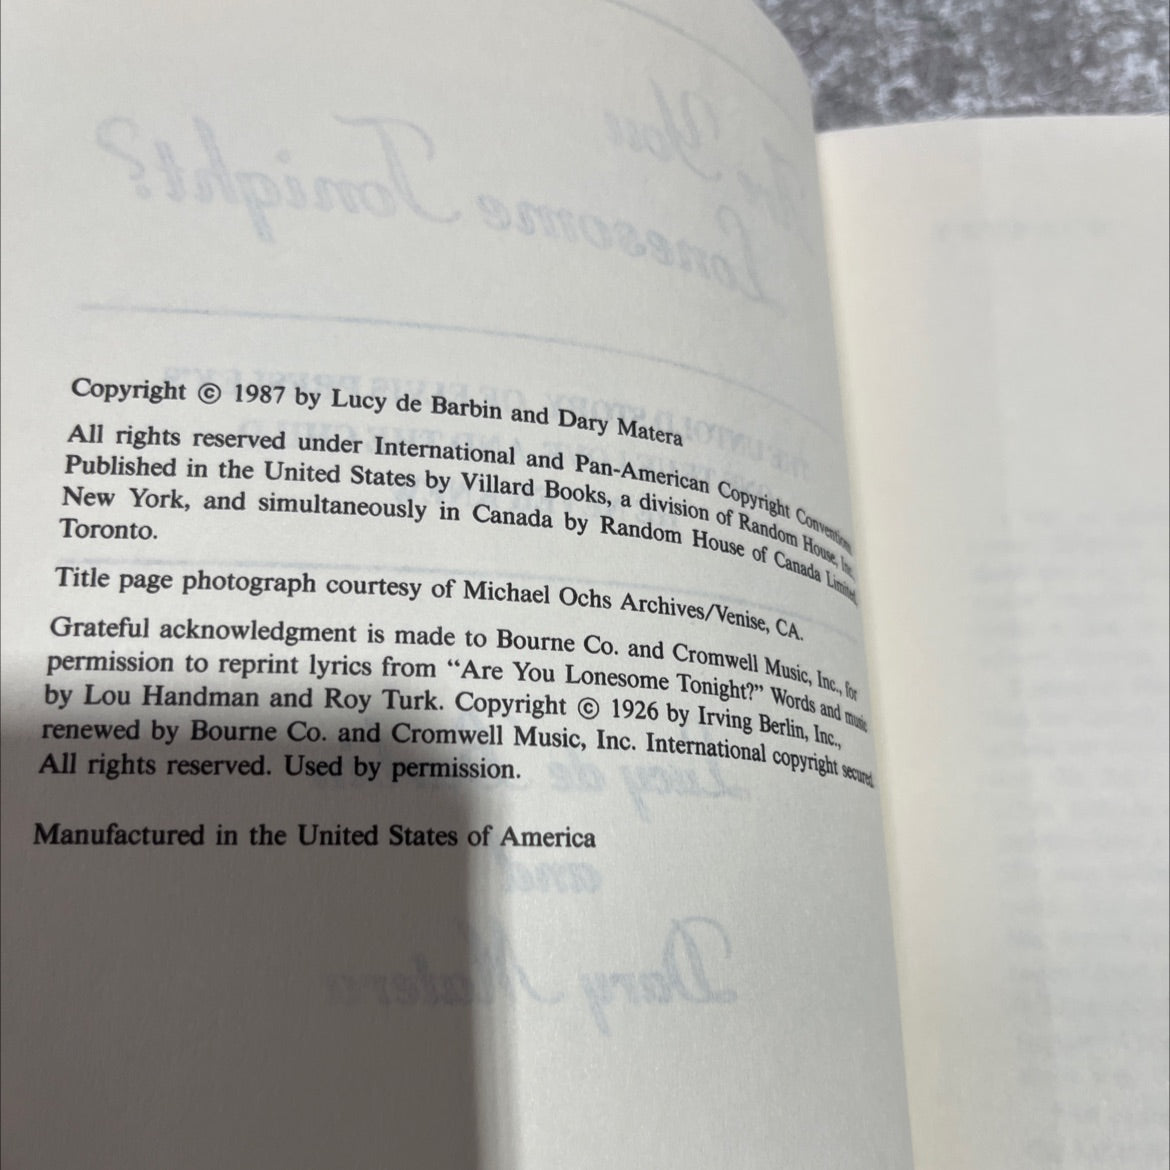 Copyright © 1987 by Lucy de Barbin and Dary Matera
All rights reserved under International and Pan-American Copyright Conventions.
Published in the United States by Villard Books, a division of Random House, Inc.
New York, and simultaneously in Canada by Random House of Canada Limited
Toronto.
Title page photograph courtesy of Michael Ochs Archives/Venise, CA.
Grateful acknowledgment is made to Bourne Co. and Cromwell Music, Inc., for
permission to reprint lyrics from “Are You Lonesome Tonight?” Words and music
by Lou Handman and Roy Turk. Copyright © 1926 by Irving Berlin, Inc.,
renewed by Bourne Co. and Cromwell Music, Inc. International copyright secured
All rights reserved. Used by permission.
Manufactured in the United States of America